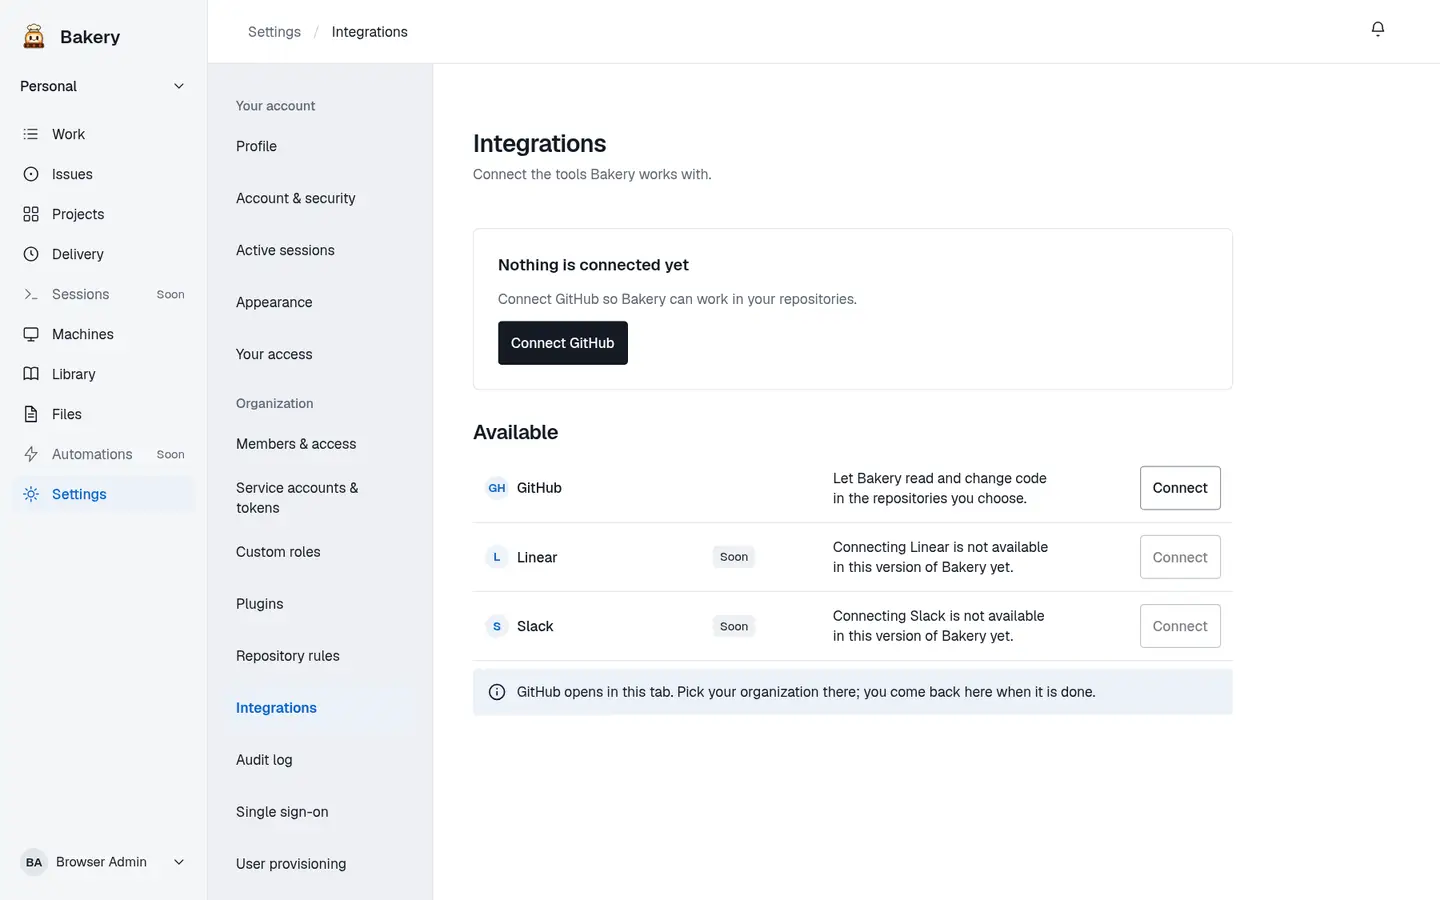 Bakery
Personal
Work
Issues
Projects
Delivery
Sessions Soon
Machines
Library
Files
Automations Soon
Settings
BA Browser Admin
Settings / Integrations
Your account
Profile
Account & security
Active sessions
Appearance
Your access
Organization
Members & access
Service accounts &
tokens
Custom roles
Plugins
Repository rules
Integrations
Audit log
Single sign-on
User provisioning
Integrations
Connect the tools Bakery works with.
Nothing is connected yet
Connect GitHub so Bakery can work in your repositories.
Connect GitHub
Available
GH GitHub
Let Bakery read and change code
in the repositories you choose.
Connect
L Linear
Soon
Connecting Linear is not available
in this version of Bakery yet.
Connect
S Slack
Soon
Connecting Slack is not available
in this version of Bakery yet.
Connect
GitHub opens in this tab. Pick your organization there; you come back here when it is done.